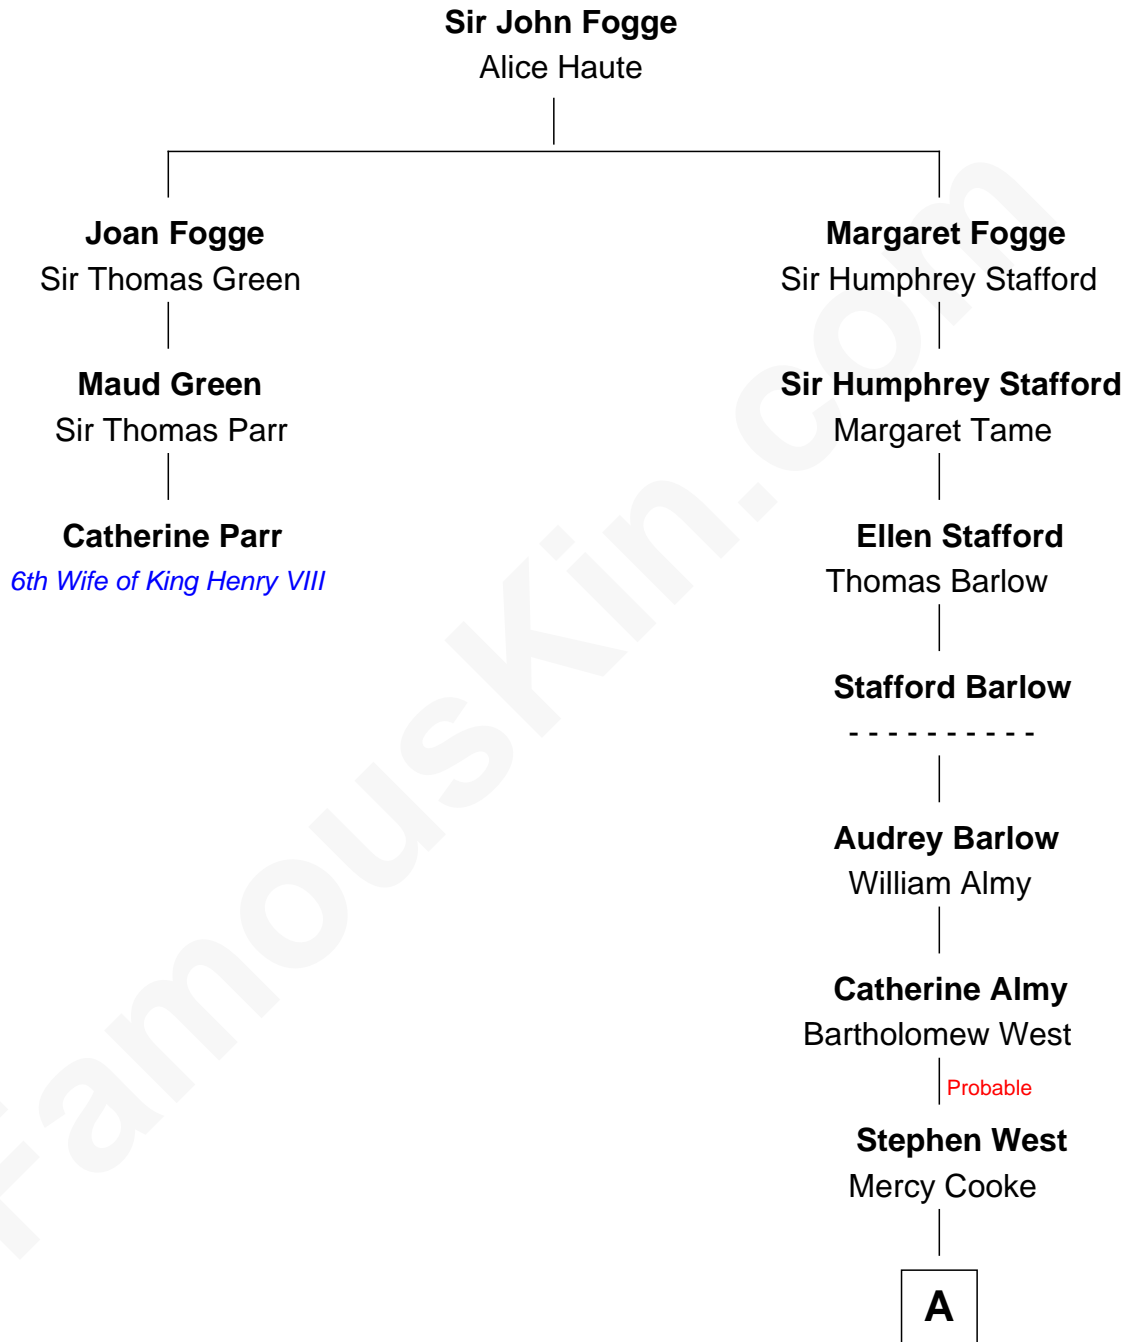 Sir John Fogge
Alice Haute
Joan Fogge
Sir Thomas Green
Maud Green
Sir Thomas Parr
Catherine Parr
6th Wife of King Henry VIII
Margaret Fogge
Sir Humphrey Stafford
Sir Humphrey Stafford
Margaret Tame
Ellen Stafford
Thomas Barlow
Stafford Barlow
- - - - - - - - - -
Audrey Barlow
William Almy
Catherine Almy
Bartholomew West
Probable
Stephen West
Mercy Cooke
A
FamousKin.com